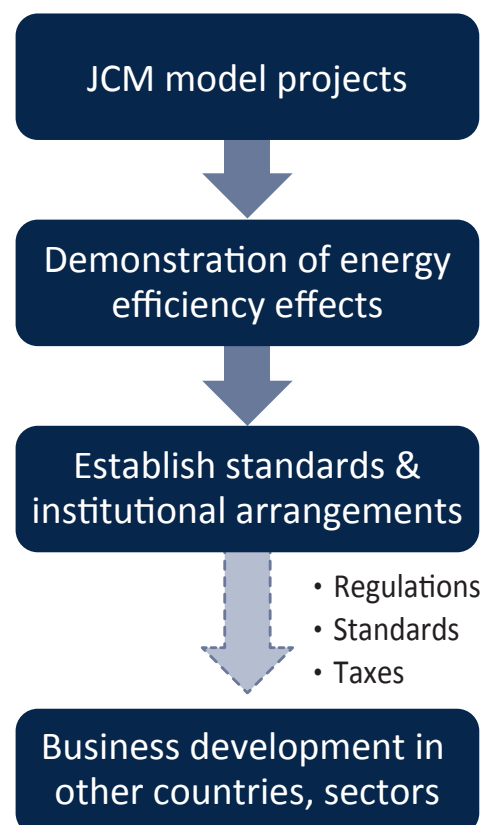 JCM model projects
Demonstration of energy
efficiency effects
Establish standards &
institutional arrangements
・Regulations
・Standards
・Taxes
Business development in
other countries, sectors